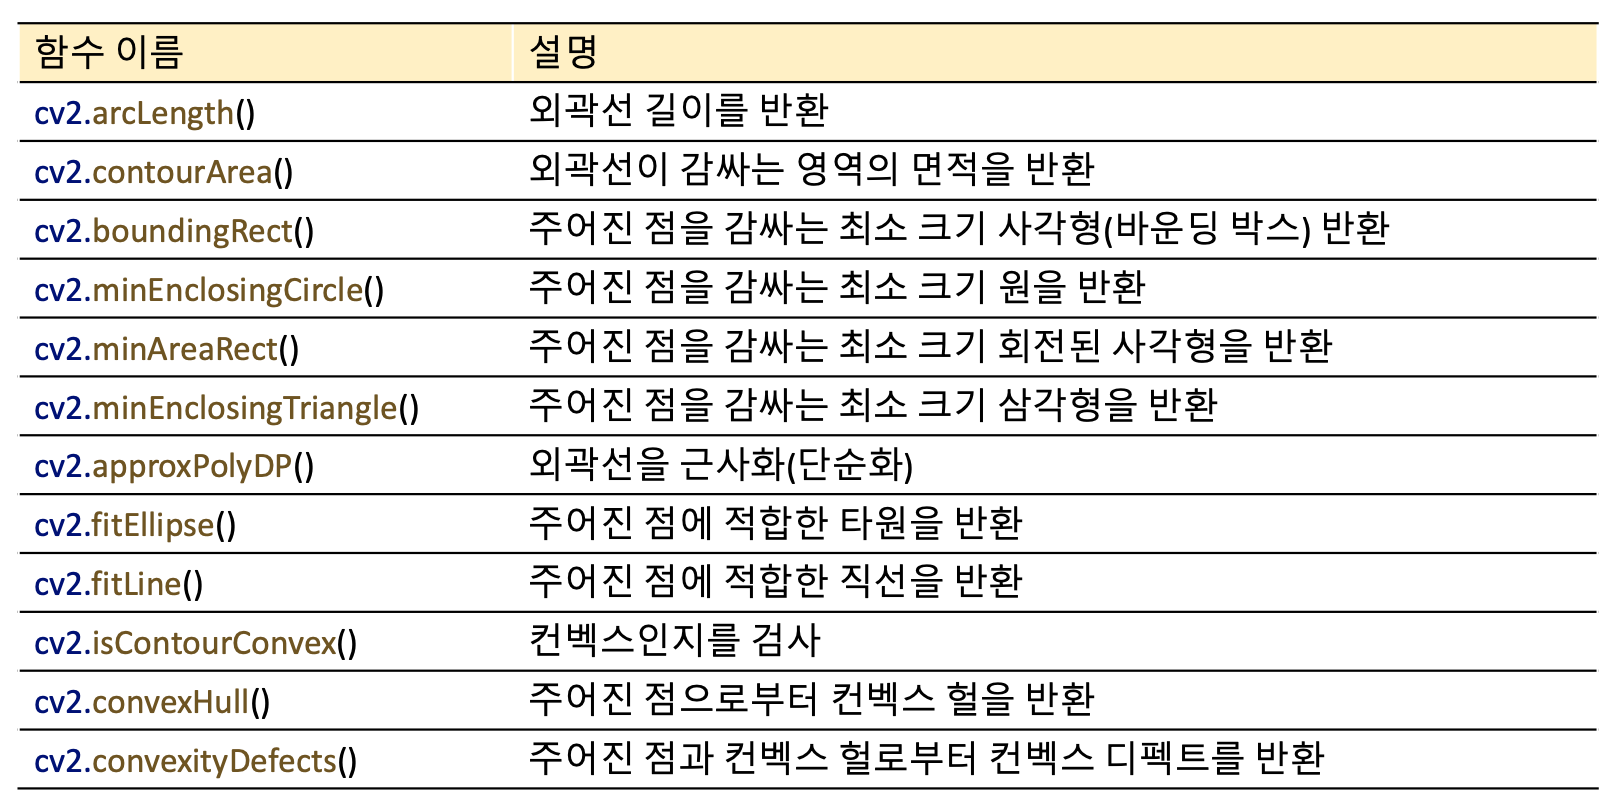 함수 이름 설명
cv2.arcLength() 외곽선 길이를 반환
cv2.contourArea() 외곽선이 감싸는 영역의 면적을 반환
cv2.boundingRect() 주어진 점을 감싸는 최소 크기 사각형(바운딩 박스) 반환
cv2.minEnclosingCircle() 주어진 점을 감싸는 최소 크기 원을 반환
cv2.minAreaRect() 주어진 점을 감싸는 최소 크기 회전된 사각형을 반환
cv2.minEnclosingTriangle() 주어진 점을 감싸는 최소 크기 삼각형을 반환
cv2.approxPolyDP() 외곽선을 근사화(단순화)
cv2.fitEllipse() 주어진 점에 적합한 타원을 반환
cv2.fitLine() 주어진 점에 적합한 직선을 반환
cv2.isContourConvex() 컨벡스인지를 검사
cv2.convexHull() 주어진 점으로부터 컨벡스 헐을 반환
cv2.convexityDefects() 주어진 점과 컨벡스 헐로부터 컨벡스 디펙트를 반환